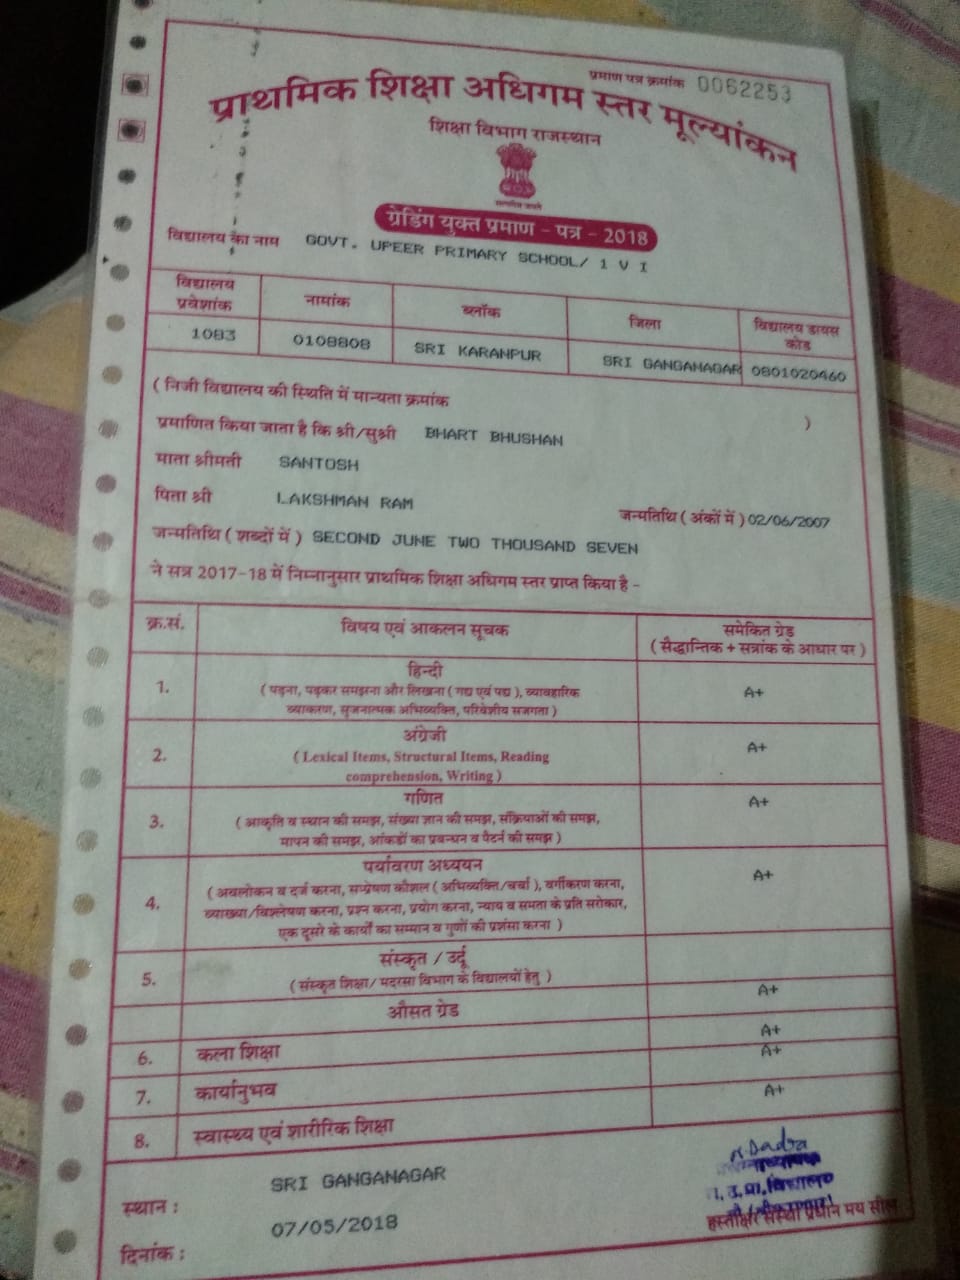 प्रमाण पत्र क्रमांक 0062253
प्राथमिक शिक्षा अधिगम स्तर मूल्यांकन
शिक्षा विभाग राजस्थान
सत्यमेव जयते
ग्रेडिंग युक्त प्रमाण - पत्र - 2018
विद्यालय का नाम GOVT. UPEER PRIMARY SCHOOL/ 1 V I
विद्यालय प्रवेशांक नामांक ब्लॉक जिला विद्यालय डायस कोड
1083 0108808 SRI KARANPUR SRI GANGANAGAR 0801020460
( निजी विद्यालय की स्थिति में मान्यता क्रमांक )
प्रमाणित किया जाता है कि श्री/सुश्री BHART BHUSHAN
माता श्रीमती SANTOSH
पिता श्री LAKSHMAN RAM
जन्मतिथि ( अंकों में ) 02/06/2007
जन्मतिथि ( शब्दों में ) SECOND JUNE TWO THOUSAND SEVEN
ने सत्र 2017-18 में निम्नानुसार प्राथमिक शिक्षा अधिगम स्तर प्राप्त किया है -
क्र.सं. विषय एवं आकलन सूचक समेकित ग्रेड
( सैद्धान्तिक + सत्रांक के आधार पर )
हिन्दी
1. ( पढ़ना, पढ़कर समझना और लिखना ( गद्य एवं पद्य ), व्यावहारिक A+
व्याकरण, सृजनात्मक अभिव्यक्ति, परिवेशीय सजगता )
अंग्रेजी
2. ( Lexical Items, Structural Items, Reading A+
comprehension, Writing )
गणित
3. ( आकृति व स्थान की समझ, संख्या ज्ञान की समझ, संक्रियाओं की समझ, A+
मापन की समझ, आंकडों का प्रबन्धन व पैटर्न की समझ )
पर्यावरण अध्ययन
( अवलोकन व दर्ज करना, सम्प्रेषण कौशल ( अभिव्यक्ति/चर्चा ), वर्गीकरण करना, A+
4. व्याख्या/विश्लेषण करना, प्रश्न करना, प्रयोग करना, न्याय व समता के प्रति सरोकार,
एक दूसरे के कार्यों का सम्मान व गुणों की प्रशंसा करना )
संस्कृत / उर्दू
5. ( संस्कृत शिक्षा/ मदरसा विभाग के विद्यालयों हेतु )
औसत ग्रेड A+
6. कला शिक्षा A+
A+
7. कार्यानुभव A+
8. स्वास्थ्य एवं शारीरिक शिक्षा
स्थान : SRI GANGANAGAR
दिनांक : 07/05/2018
उ.प्रा.विद्यालय
हस्तीक्षर संस्था प्रधान मय सील